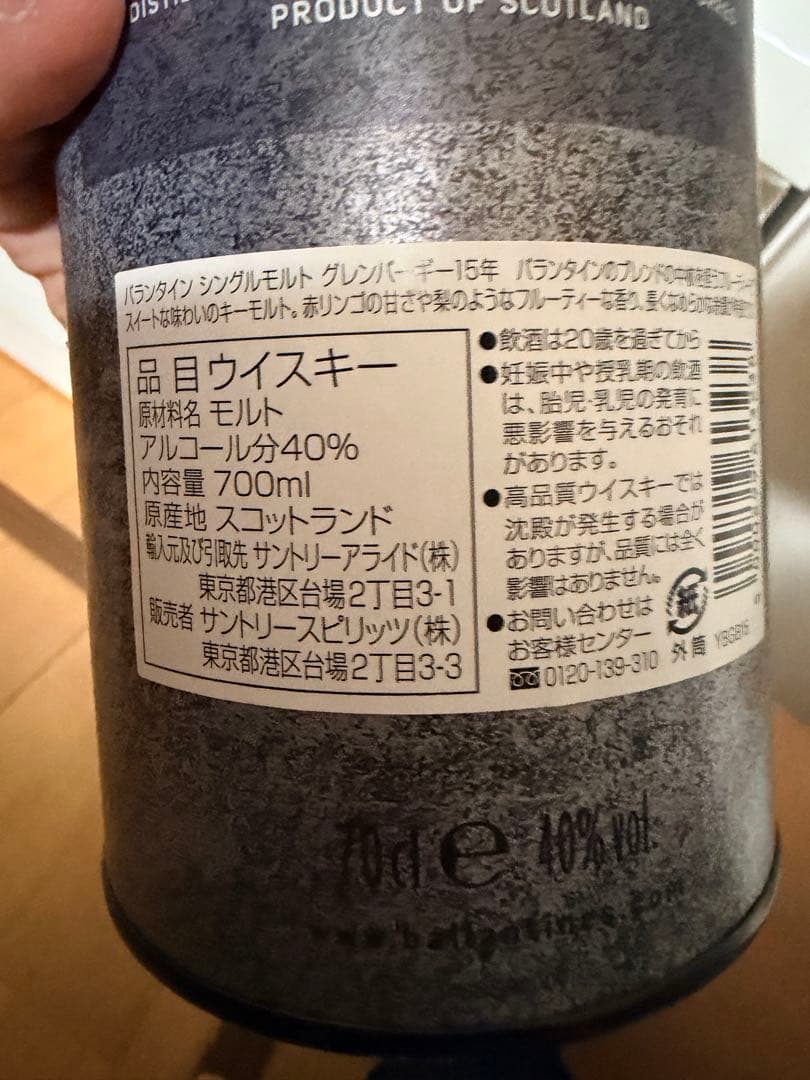 PRODUCT OF SCOTLAND
バランタイン シングルモルト グレンバーギー15年 バランタインのブレンドの中核を担うフルーティーで
スイートな味わいのキーモルト。赤リンゴの甘さや梨のようなフルーティーな香り、長くなめらかな余韻が
品目 ウイスキー
原材料名 モルト
アルコール分40%
内容量 700ml
原産地 スコットランド
輸入元及び引取先 サントリーアライド(株)
東京都港区台場2丁目3-1
販売者 サントリースピリッツ(株)
東京都港区台場2丁目3-3
●飲酒は20歳を過ぎてから
●妊娠中や授乳期の飲酒
は、胎児・乳児の発育に
悪影響を与えるおそれ
があります。
●高品質ウイスキーでは
沈殿が発生する場合が
ありますが、品質には全く
影響はありません。
●お問い合わせは
お客様センター
0120-139-310
紙
外筒
YBGB15
70cl e 40% vol.
www.ballantines.com